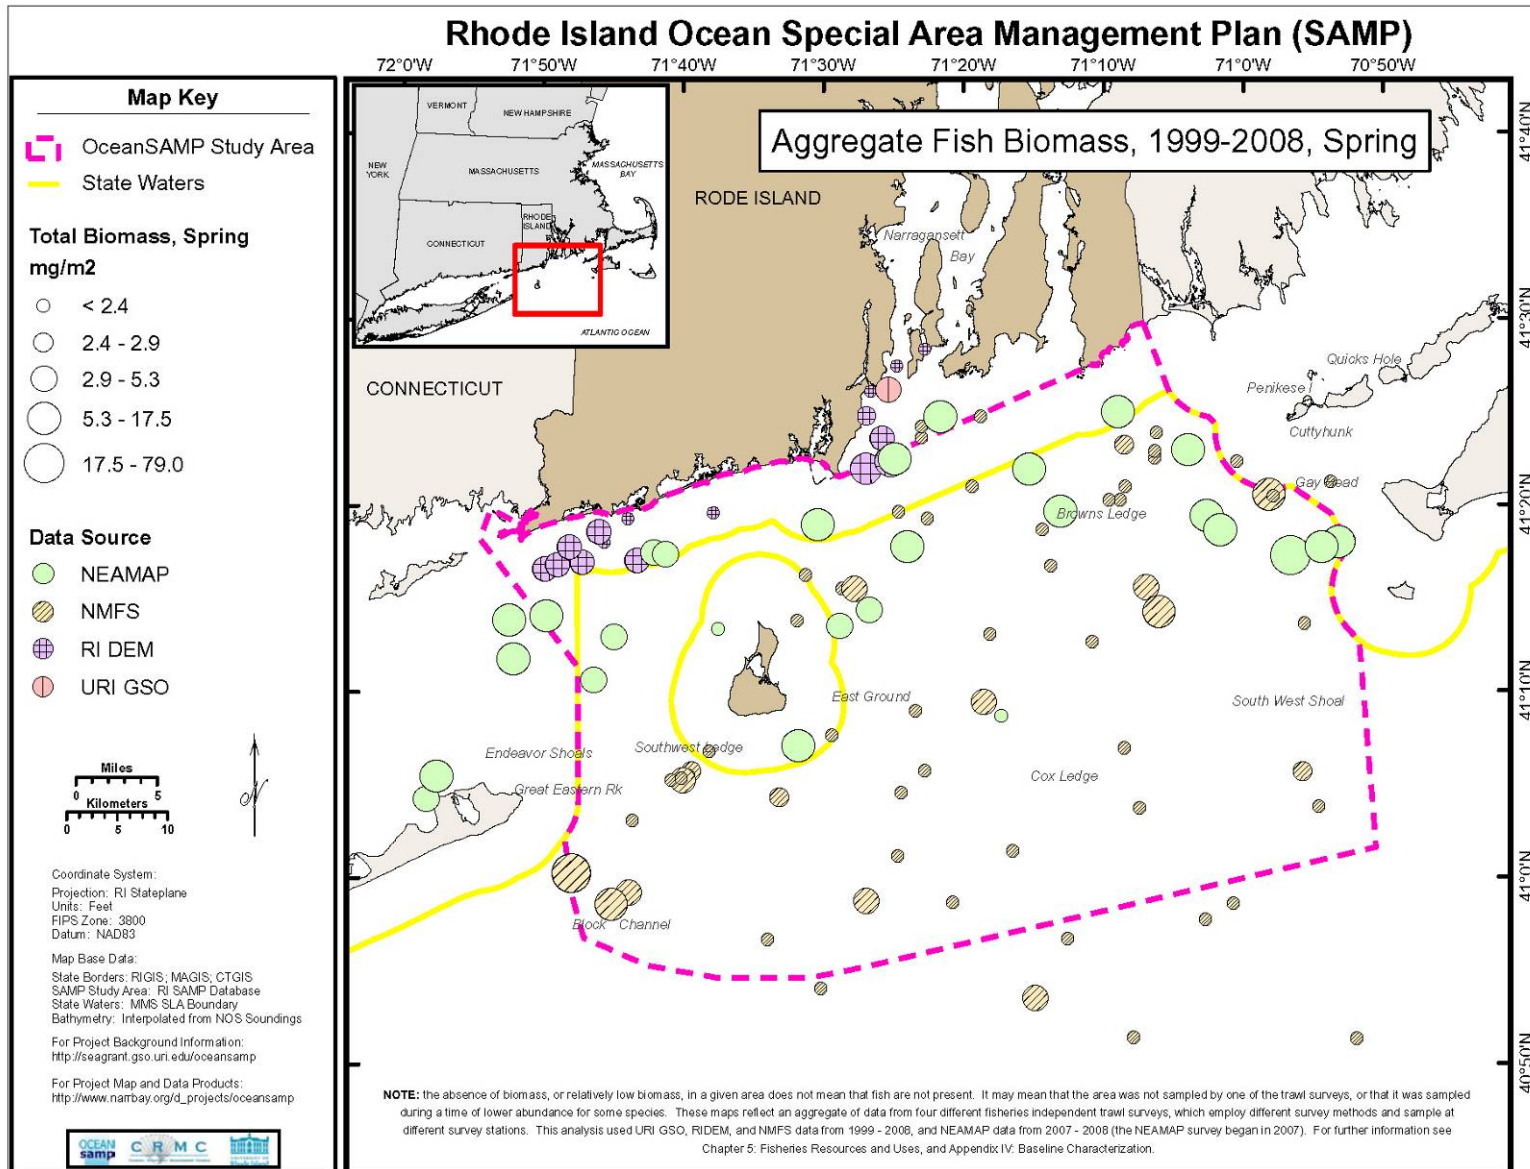 Rhode Island Ocean Special Area Management Plan (SAMP)
72°0'W
71°50'W
71°40'W
71°30'W
71°20'W
71°10'W
71°0'W
70°50'W
Map Key
OceanSAMP Study Area
State Waters
Total Biomass, Spring
mg/m2
< 2.4
2.4 - 2.9
2.9 - 5.3
5.3 - 17.5
17.5 - 79.0
Data Source
NEAMAP
NMFS
RI DEM
URI GSO
Miles
0 5
Kilometers
0 5 10
N
Coordinate System:
Projection: RI Stateplane
Units: Feet
FIPS Zone: 3800
Datum: NAD83
Map Base Data:
State Borders: RIGIS; MAGIS; CTGIS
SAMP Study Area: RI SAMP Database
State Waters: MMS SLA Boundary
Bathymetry: Interpolated from NOS Soundings
For Project Background Information:
http://seagrant.gso.uri.edu/oceansamp
For Project Map and Data Products:
http://www.narrbay.org/d_projects/oceansamp
OCEAN
samp
C R M C
VERMONT
NEW HAMPSHIRE
NEW
YORK
MASSACHUSETTS
MASSACHUSETTS
BAY
CONNECTICUT
RHODE
ISLAND
ATLANTIC OCEAN
Aggregate Fish Biomass, 1999-2008, Spring
RODE ISLAND
CONNECTICUT
Narragansett
Bay
Quicks Hole
Penikese I
Cuttyhunk
Gay Head
Browns Ledge
East Ground
South West Shoal
Southwest Ledge
Endeavor Shoals
Great Eastern Rk
Cox Ledge
Block Channel
41°40'N
41°30'N
41°20'N
41°10'N
41°0'N
40°50'N
NOTE: the absence of biomass, or relatively low biomass, in a given area does not mean that fish are not present. It may mean that the area was not sampled by one of the trawl surveys, or that it was sampled
during a time of lower abundance for some species. These maps reflect an aggregate of data from four different fisheries independent trawl surveys, which employ different survey methods and sample at
different survey stations. This analysis used URI GSO, RIDEM, and NMFS data from 1999 - 2008, and NEAMAP data from 2007 - 2008 (the NEAMAP survey began in 2007). For further information see
Chapter 5: Fisheries Resources and Uses, and Appendix IV: Baseline Characterization.